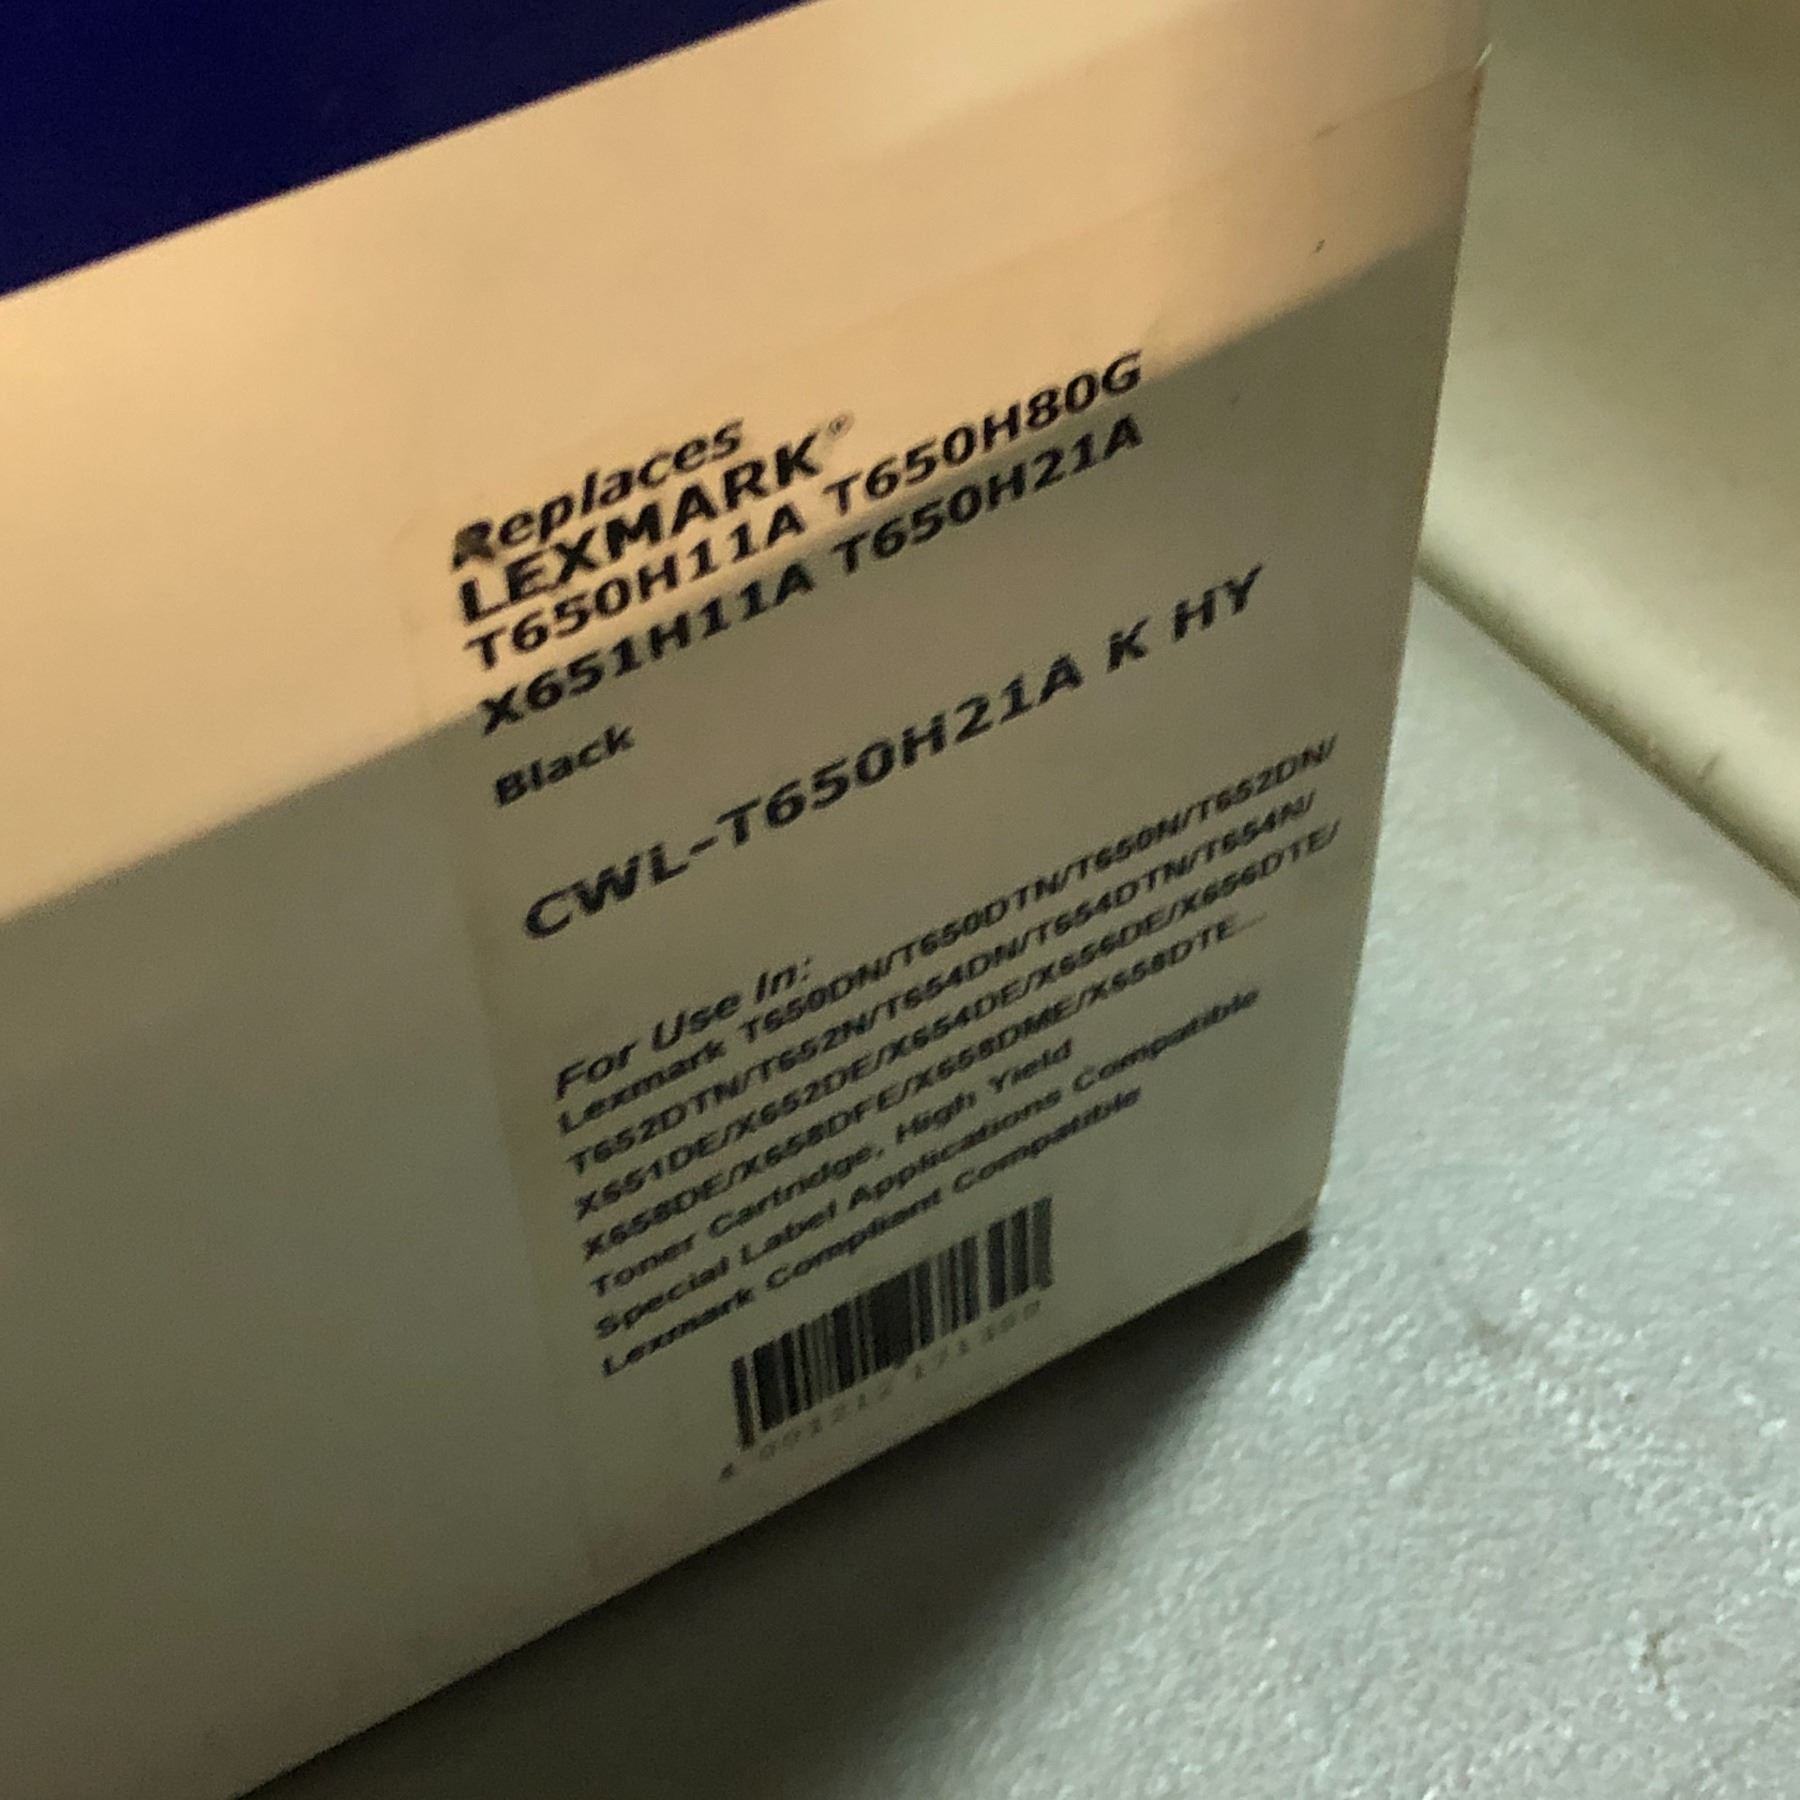 Replaces
LEXMARK®
T650H11A T650H80G
X651H11A T650H21A
Black
CWL-T650H21A K HY
For Use In:
Lexmark T650DN/T650DTN/T650N/T652DN/
T652DTN/T652N/T654DN/T654DTN/T654N/
X651DE/X652DE/X654DE/X656DE/X656DTE/
X658DE/X658DFE/X658DME/X658DTE...
Toner Cartridge, High Yield
Special Label Applications Compatible
Lexmark Compliant Compatible